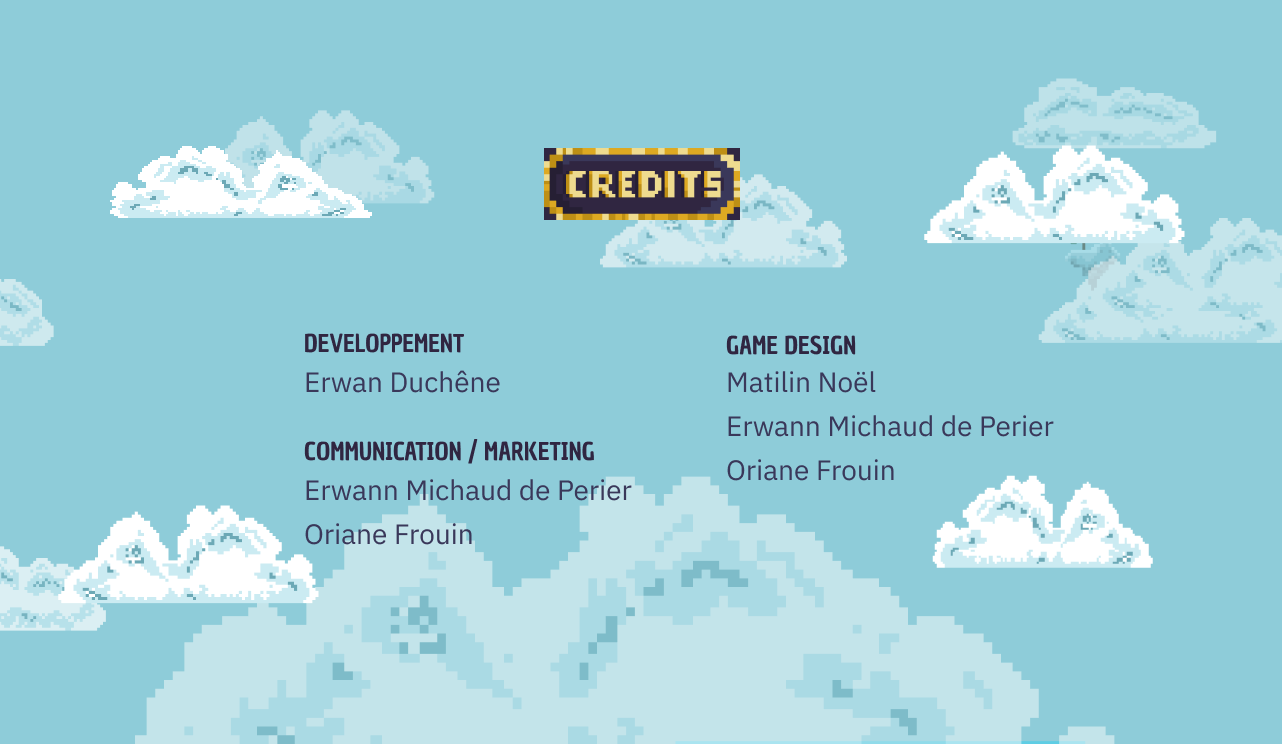 CREDITS
DEVELOPPEMENT
Erwan Duchêne
COMMUNICATION / MARKETING
Erwann Michaud de Perier
Oriane Frouin
GAME DESIGN
Matilin Noël
Erwann Michaud de Perier
Oriane Frouin